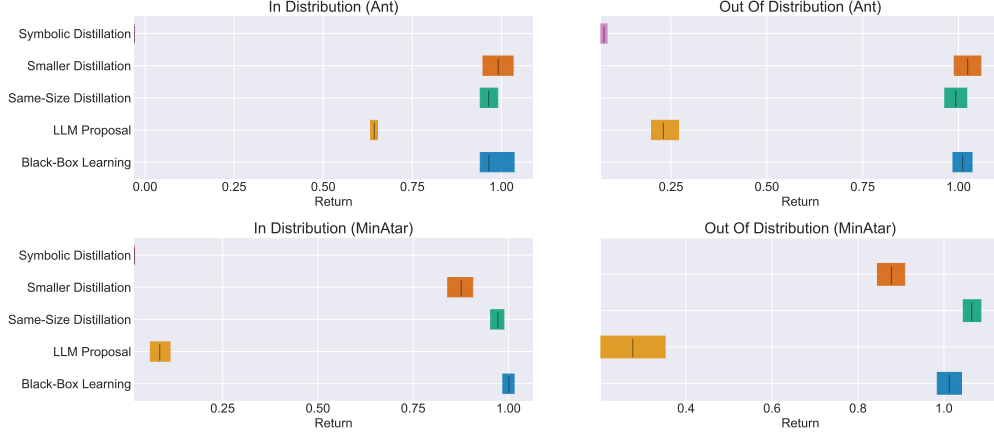 In Distribution (Ant)
Out Of Distribution (Ant)
Symbolic Distillation
Smaller Distillation
Same-Size Distillation
LLM Proposal
Black-Box Learning
0.00 0.25 0.50 0.75 1.00
0.25 0.50 0.75 1.00
Return
Return
In Distribution (MinAtar)
Out Of Distribution (MinAtar)
Symbolic Distillation
Smaller Distillation
Same-Size Distillation
LLM Proposal
Black-Box Learning
0.25 0.50 0.75 1.00
0.4 0.6 0.8 1.0
Return
Return